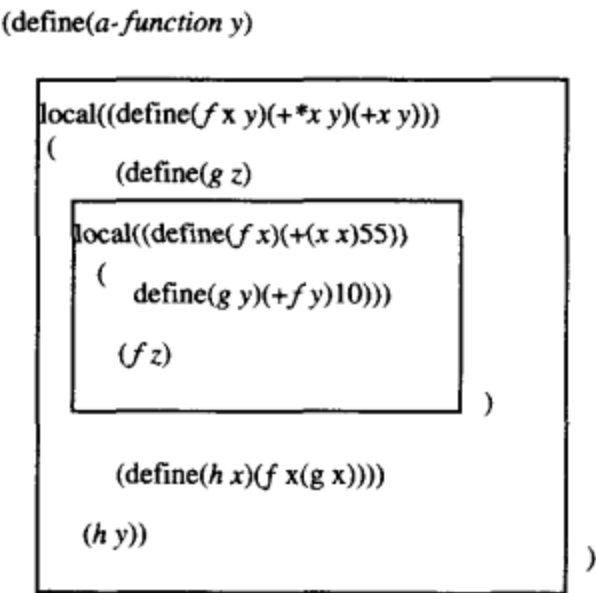 (define(a-function y)
local((define(f x y)(+*x y)(+x y)))
(
(define(g z)
local((define(f x)(+(x x)55))
(
define(g y)(+f y)10)))
(f z)
)
(define(h x)(f x(g x))))
(h y))
)